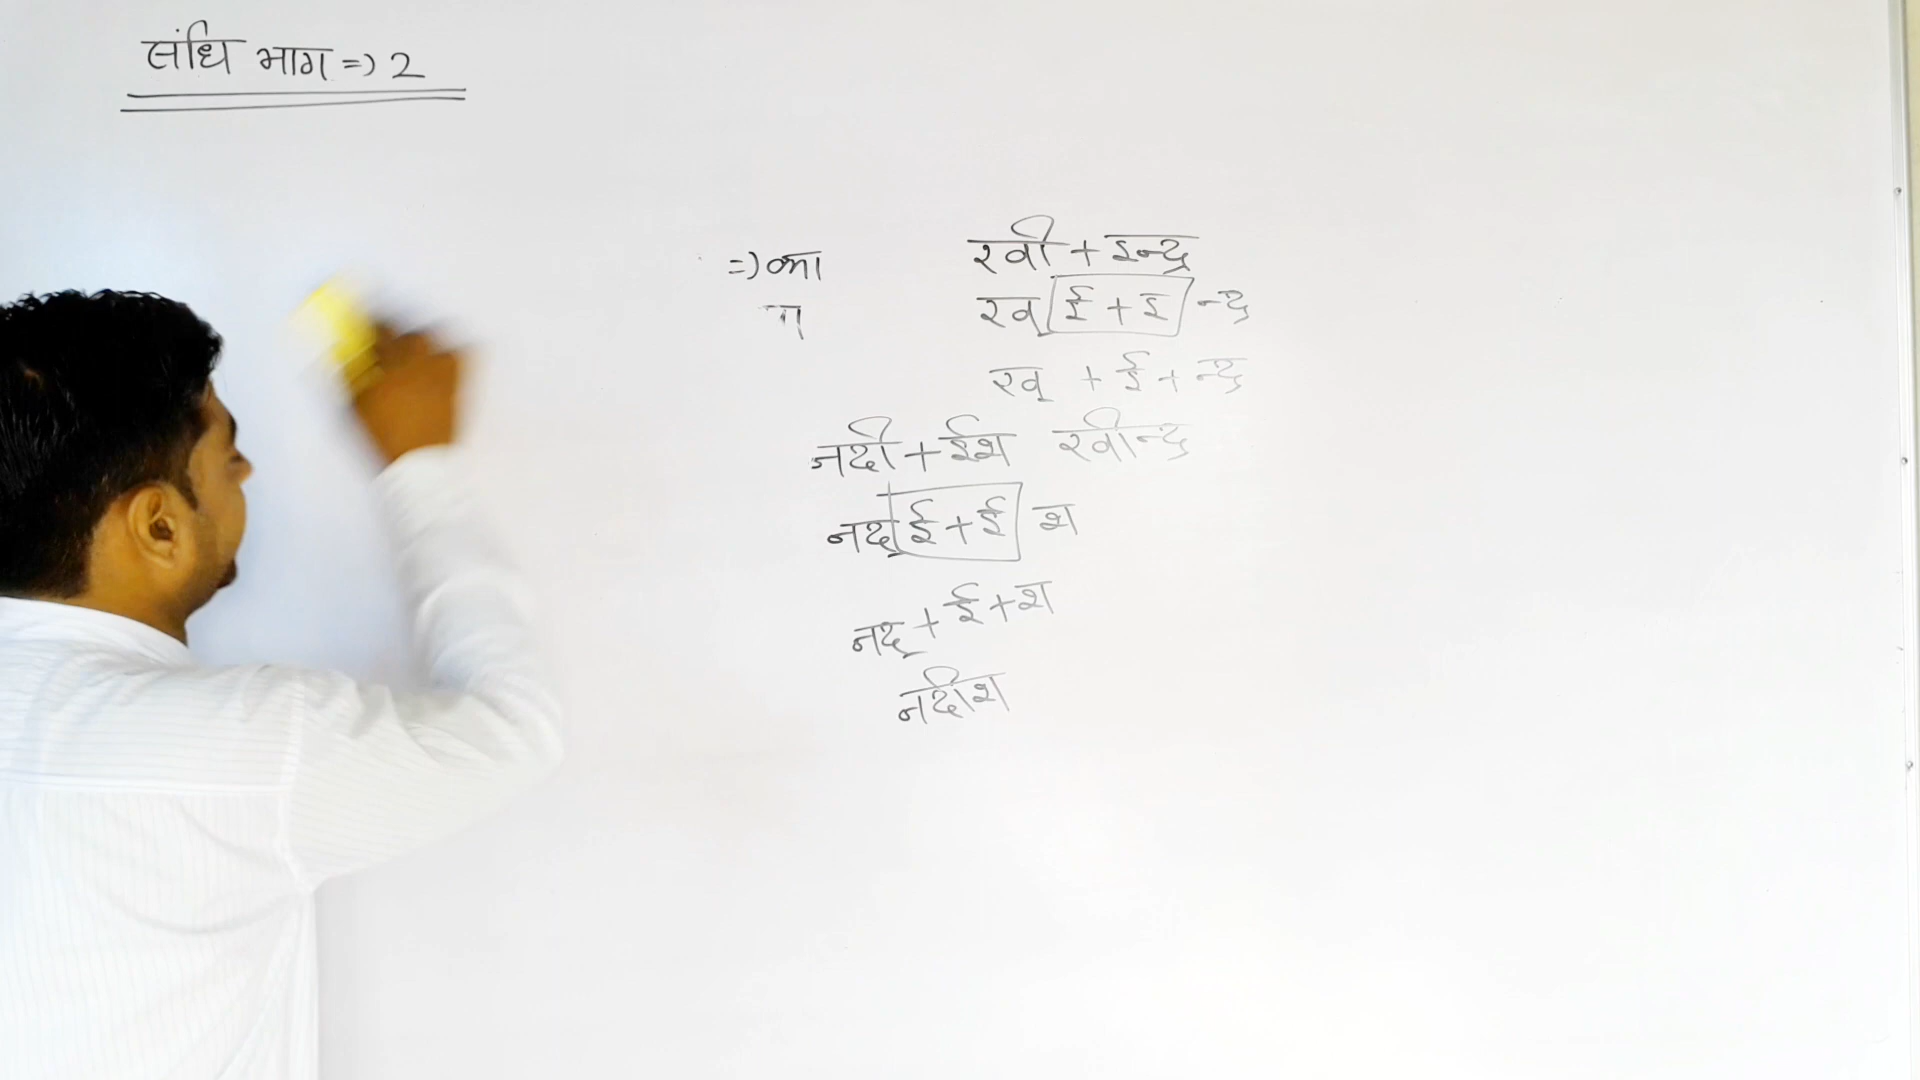 संधि भाग => 2
रवी + इन्द्र
रव् ई + इ न्द्र
रव् + ई + न्द्र
रवीन्द्र
नदी + ईश
नद् ई + ई श
नद् + ई + श
नदीश